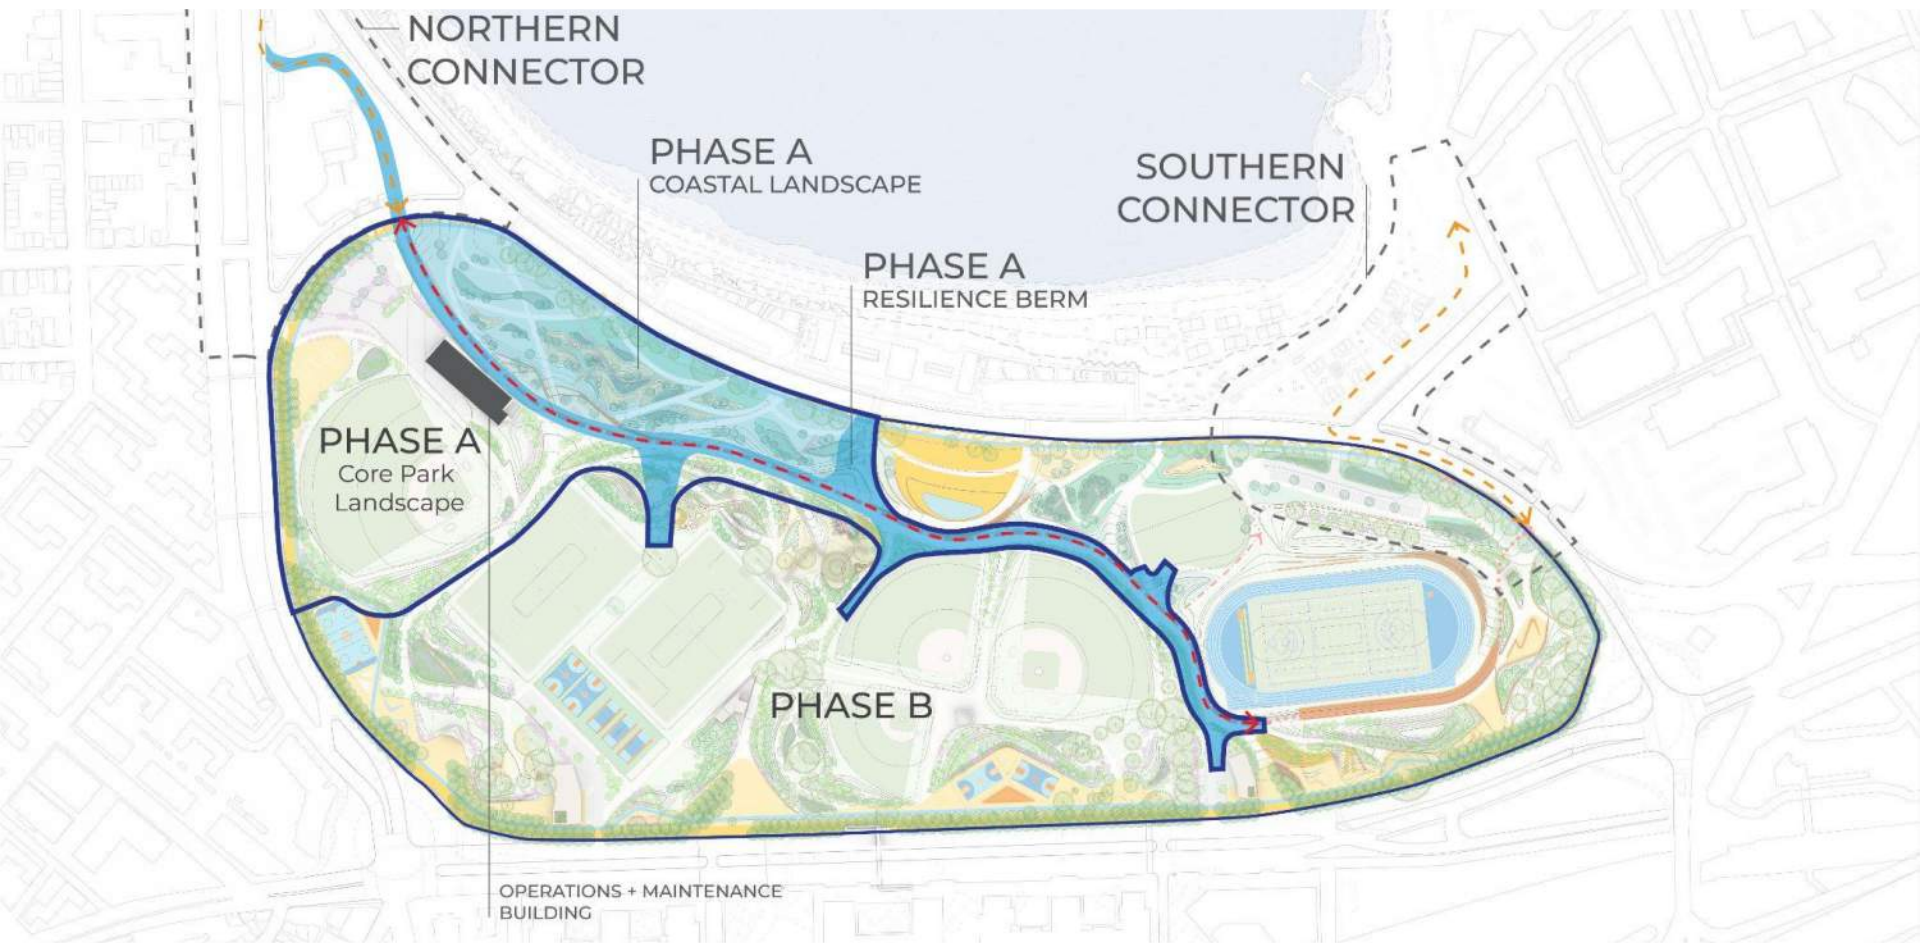 NORTHERN
CONNECTOR
PHASE A
COASTAL LANDSCAPE
SOUTHERN
CONNECTOR
PHASE A
RESILIENCE BERM
PHASE A
Core Park
Landscape
PHASE B
OPERATIONS + MAINTENANCE
BUILDING